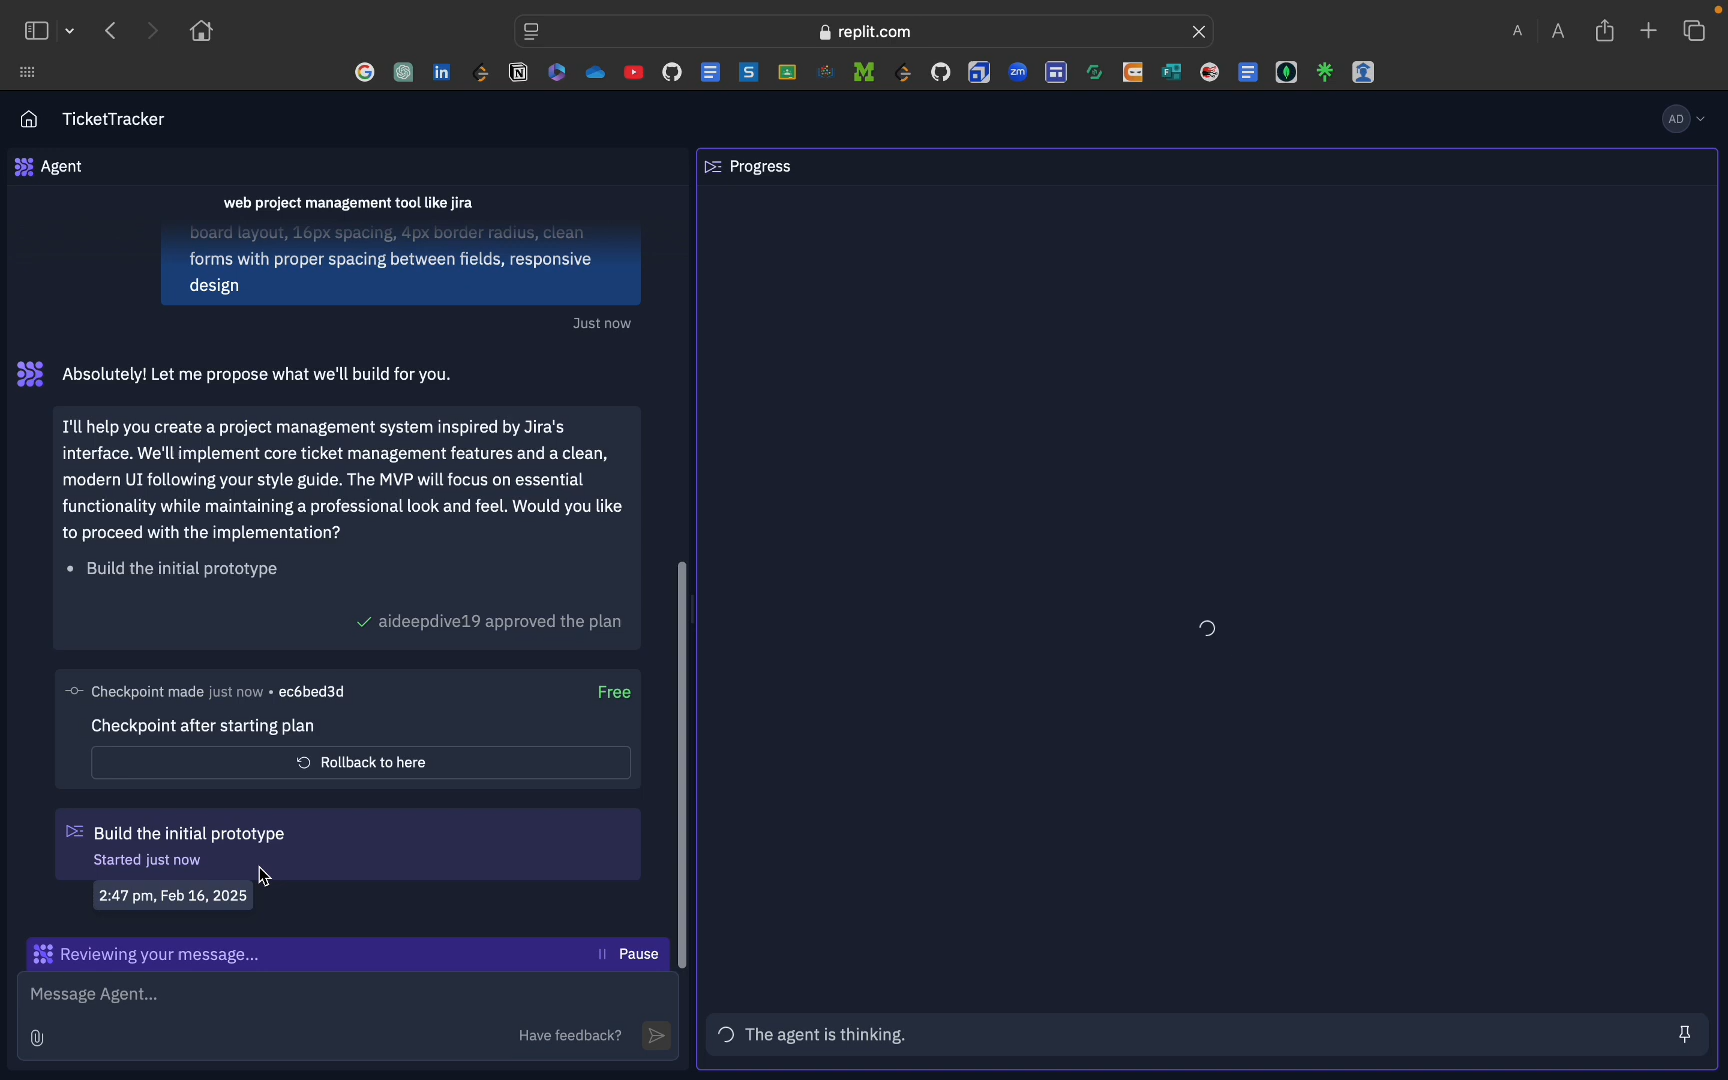 replit.com
A
A
TicketTracker
AD
Agent
Progress
web project management tool like jira
board layout, 16px spacing, 4px border radius, clean
forms with proper spacing between fields, responsive
design
Just now
Absolutely! Let me propose what we'll build for you.
I'll help you create a project management system inspired by Jira's
interface. We'll implement core ticket management features and a clean,
modern UI following your style guide. The MVP will focus on essential
functionality while maintaining a professional look and feel. Would you like
to proceed with the implementation?
• Build the initial prototype
aideepdive19 approved the plan
Checkpoint made just now • ec6bed3d
Free
Checkpoint after starting plan
Rollback to here
Build the initial prototype
Started just now
2:47 pm, Feb 16, 2025
Reviewing your message...
Pause
Message Agent...
Have feedback?
The agent is thinking.